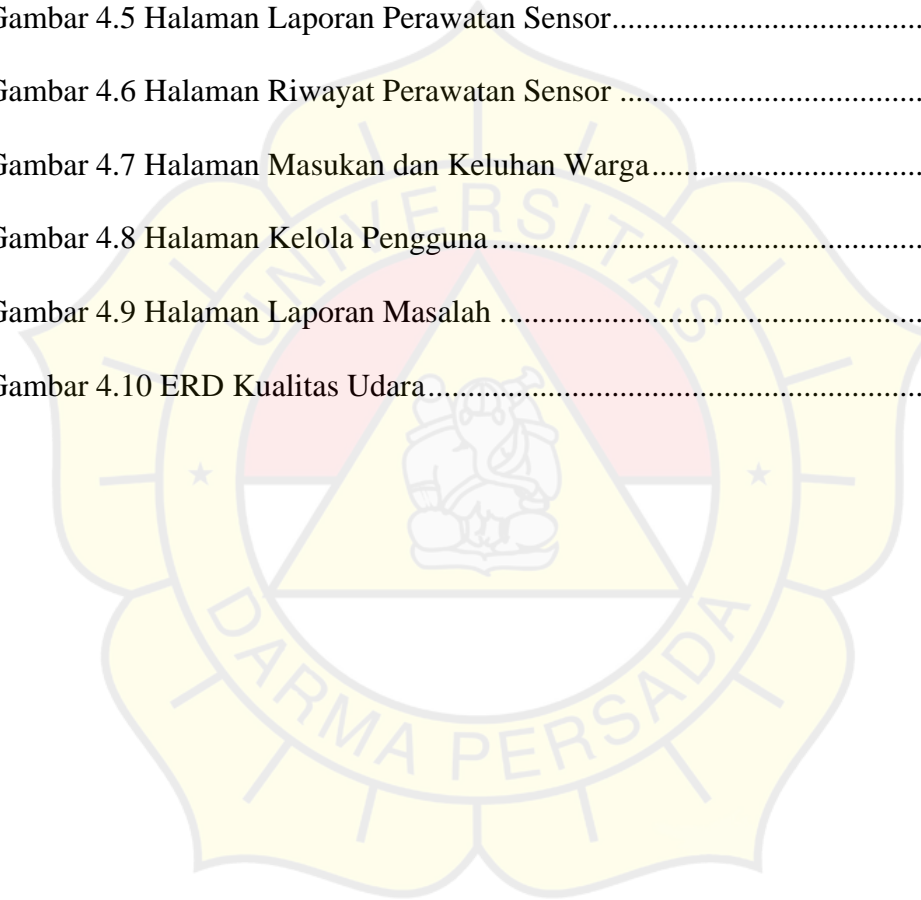 Gambar 4.5 Halaman Laporan Perawatan Sensor......................................
Gambar 4.6 Halaman Riwayat Perawatan Sensor .....................................
Gambar 4.7 Halaman Masukan dan Keluhan Warga.................................
Gambar 4.8 Halaman Kelola Pengguna.....................................................
Gambar 4.9 Halaman Laporan Masalah ....................................................
Gambar 4.10 ERD Kualitas Udara.............................................................
UNIVERSITAS
DARMA PERSADA